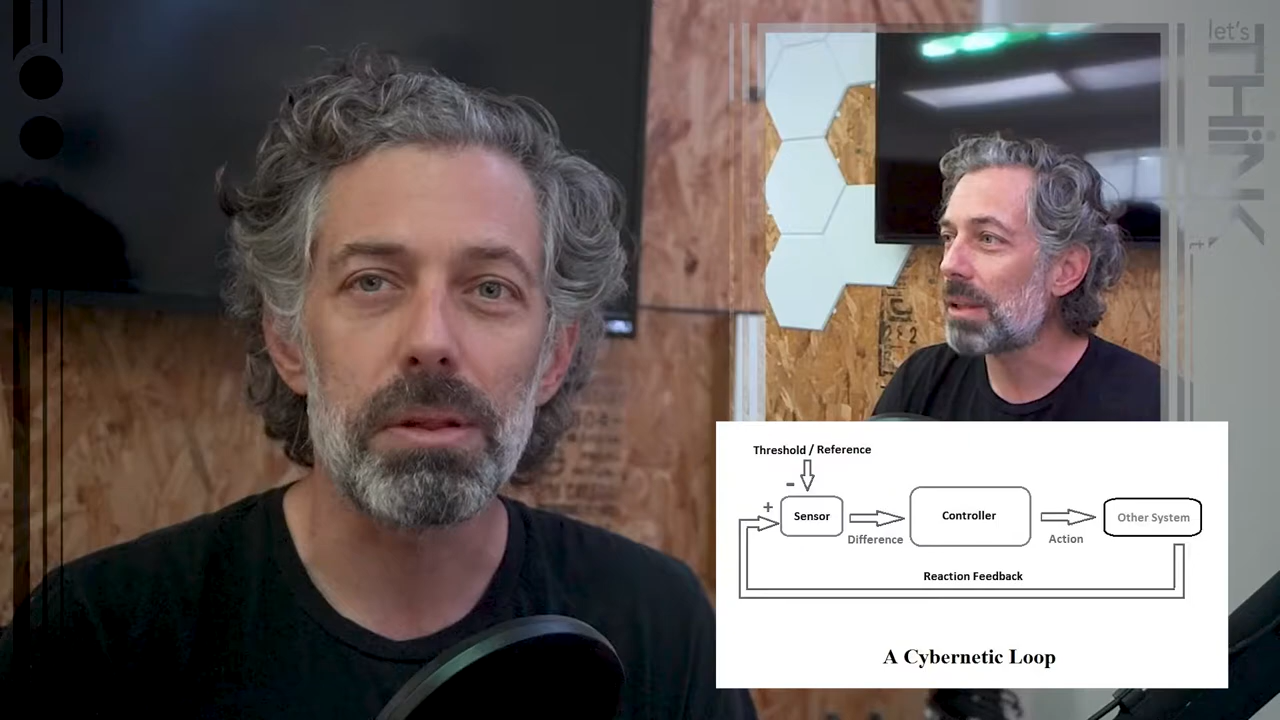 let's
THiNK
Threshold / Reference
-
+
Sensor
Controller
Other System
Difference
Action
Reaction Feedback
A Cybernetic Loop